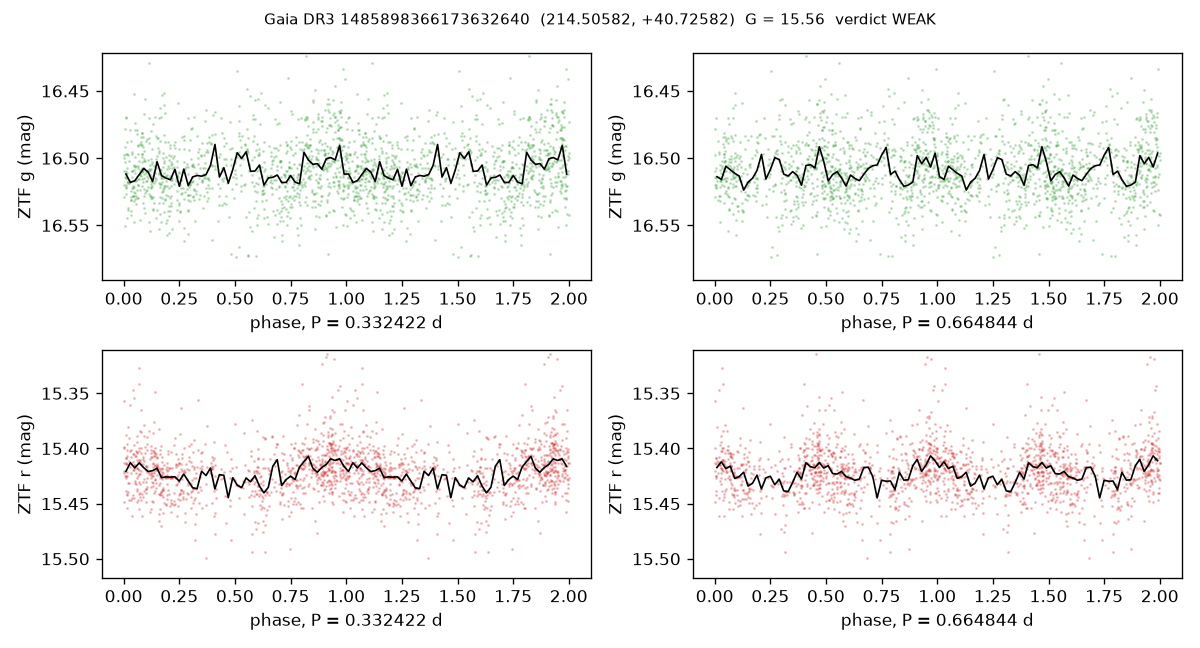 Gaia DR3 1485898366173632640 (214.50582, +40.72582) G = 15.56 verdict WEAK
ZTF g (mag)
16.45
16.50
16.55
0.00 0.25 0.50 0.75 1.00 1.25 1.50 1.75 2.00
phase, P = 0.332422 d
ZTF g (mag)
16.45
16.50
16.55
0.00 0.25 0.50 0.75 1.00 1.25 1.50 1.75 2.00
phase, P = 0.664844 d
ZTF r (mag)
15.35
15.40
15.45
15.50
0.00 0.25 0.50 0.75 1.00 1.25 1.50 1.75 2.00
phase, P = 0.332422 d
ZTF r (mag)
15.35
15.40
15.45
15.50
0.00 0.25 0.50 0.75 1.00 1.25 1.50 1.75 2.00
phase, P = 0.664844 d